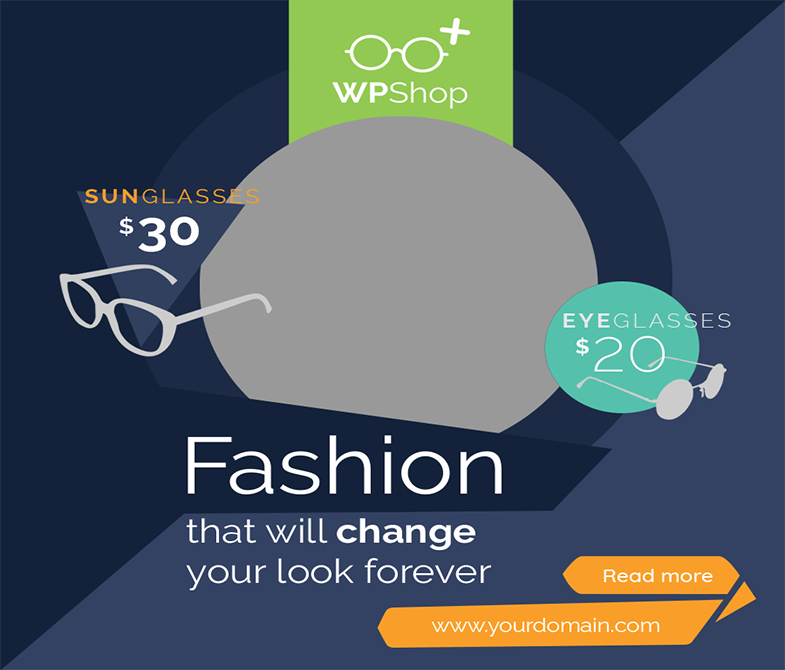 WPShop
SUNGLASSES
$30
EYEGLASSES
$20
Fashion
that will change
your look forever
Read more
www.yourdomain.com